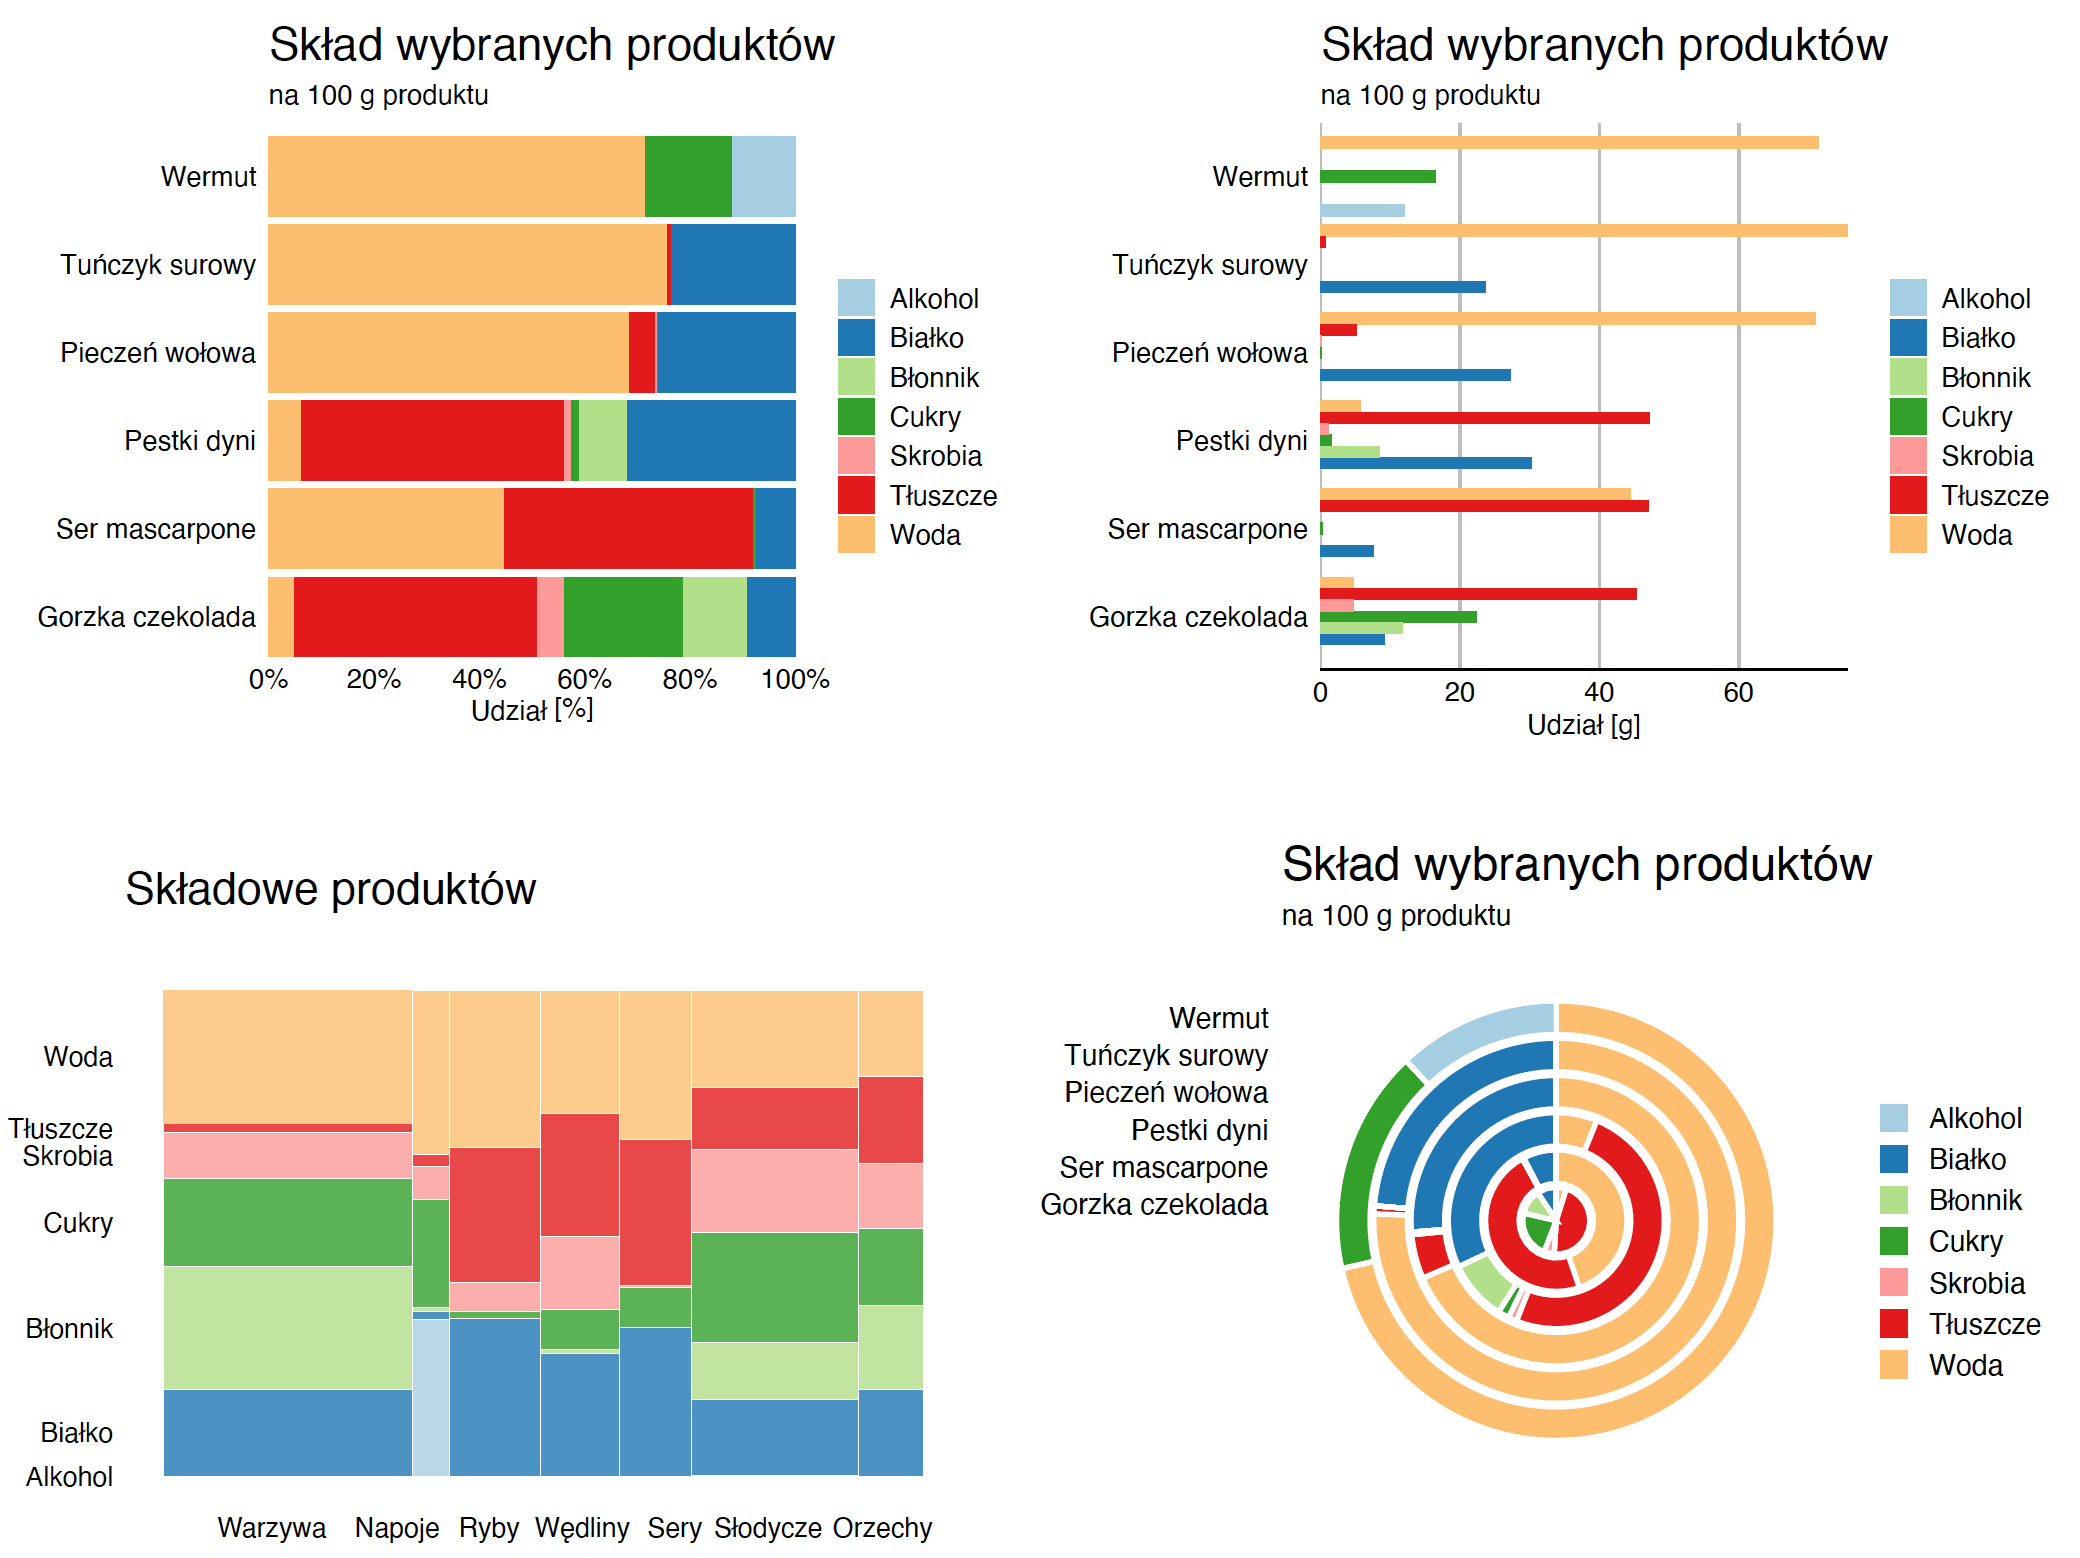 Skład wybranych produktów
na 100 g produktu
Wermut
Tuńczyk surowy
Pieczeń wołowa
Pestki dyni
Ser mascarpone
Gorzka czekolada
0% 20% 40% 60% 80% 100%
Udział [%]
Alkohol
Białko
Błonnik
Cukry
Skrobia
Tłuszcze
Woda
Skład wybranych produktów
na 100 g produktu
Wermut
Tuńczyk surowy
Pieczeń wołowa
Pestki dyni
Ser mascarpone
Gorzka czekolada
0 20 40 60
Udział [g]
Alkohol
Białko
Błonnik
Cukry
Skrobia
Tłuszcze
Woda
Składowe produktów
Woda
Tłuszcze
Skrobia
Cukry
Błonnik
Białko
Alkohol
Warzywa Napoje Ryby Wędliny Sery Słodycze Orzechy
Skład wybranych produktów
na 100 g produktu
Wermut
Tuńczyk surowy
Pieczeń wołowa
Pestki dyni
Ser mascarpone
Gorzka czekolada
Alkohol
Białko
Błonnik
Cukry
Skrobia
Tłuszcze
Woda